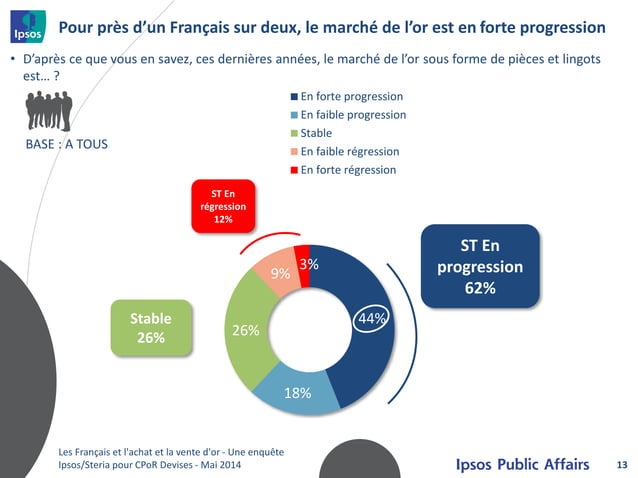 Ipsos
Pour près d’un Français sur deux, le marché de l’or est en forte progression
• D’après ce que vous en savez, ces dernières années, le marché de l’or sous forme de pièces et lingots
est… ?
BASE : A TOUS
En forte progression
En faible progression
Stable
En faible régression
En forte régression
ST En
régression
12%
ST En
progression
62%
Stable
26%
3%
9%
44%
26%
18%
Les Français et l'achat et la vente d'or - Une enquête
Ipsos/Steria pour CPoR Devises - Mai 2014
Ipsos Public Affairs
13